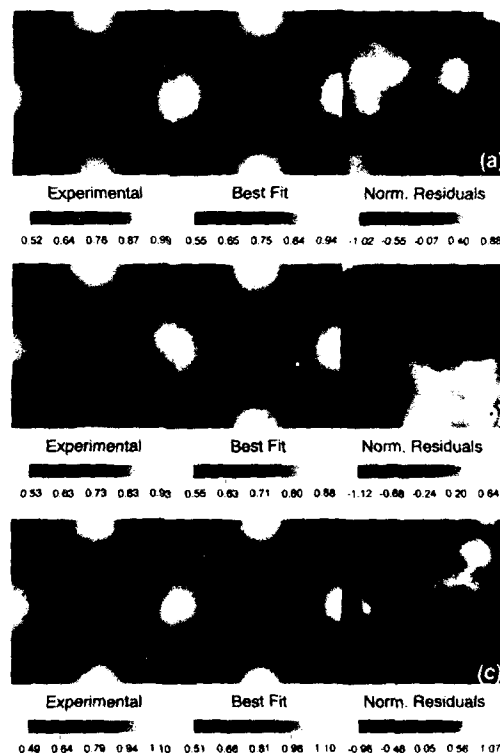 (a)
Experimental Best Fit Norm. Residuals
0.52 0.64 0.76 0.87 0.99 0.55 0.65 0.75 0.84 0.94 -1.02 -0.55 -0.07 0.40 0.88
Experimental Best Fit Norm. Residuals
0.53 0.63 0.73 0.83 0.93 0.55 0.63 0.71 0.80 0.88 -1.12 -0.68 -0.24 0.20 0.64
(c)
Experimental Best Fit Norm. Residuals
0.49 0.64 0.79 0.94 1.10 0.51 0.66 0.81 0.96 1.10 -0.96 -0.46 0.05 0.56 1.07